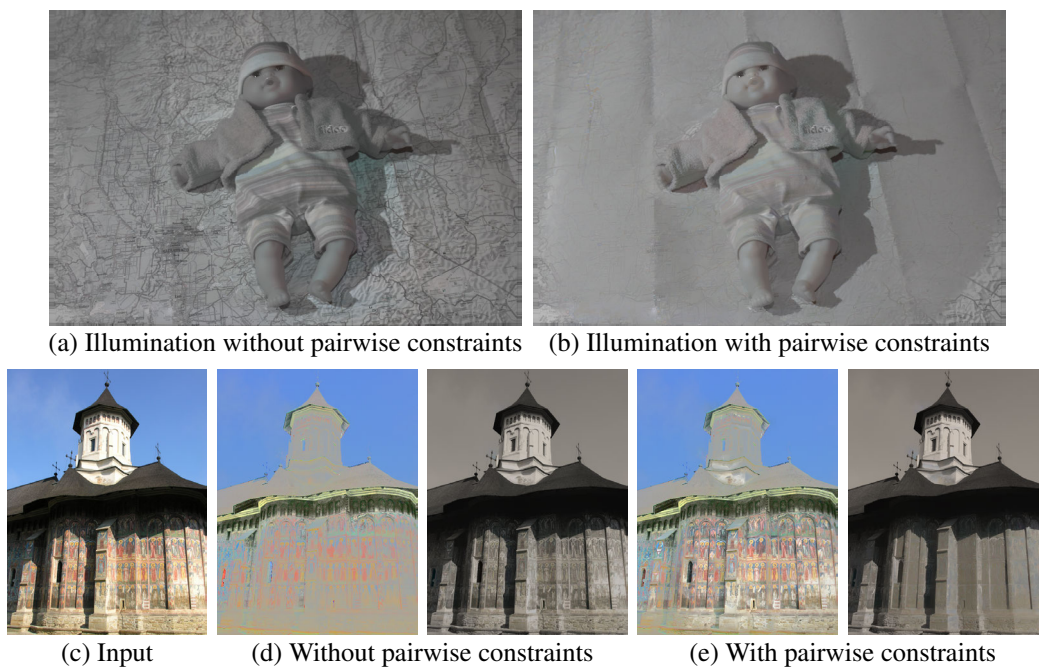 (a) Illumination without pairwise constraints
(b) Illumination with pairwise constraints
(c) Input
(d) Without pairwise constraints
(e) With pairwise constraints